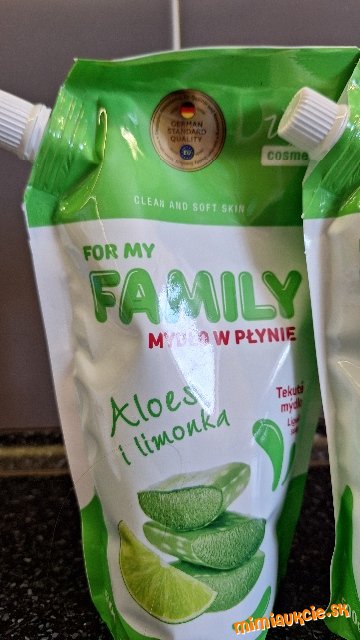 GERMAN
STANDARD
QUALITY
cosme
CLEAN AND SOFT SKIN
FOR MY
FAMILY
MYDŁO W PŁYNIE
Aloes
i limonka
Tekuté
mydlo
mimiaukcie.sk